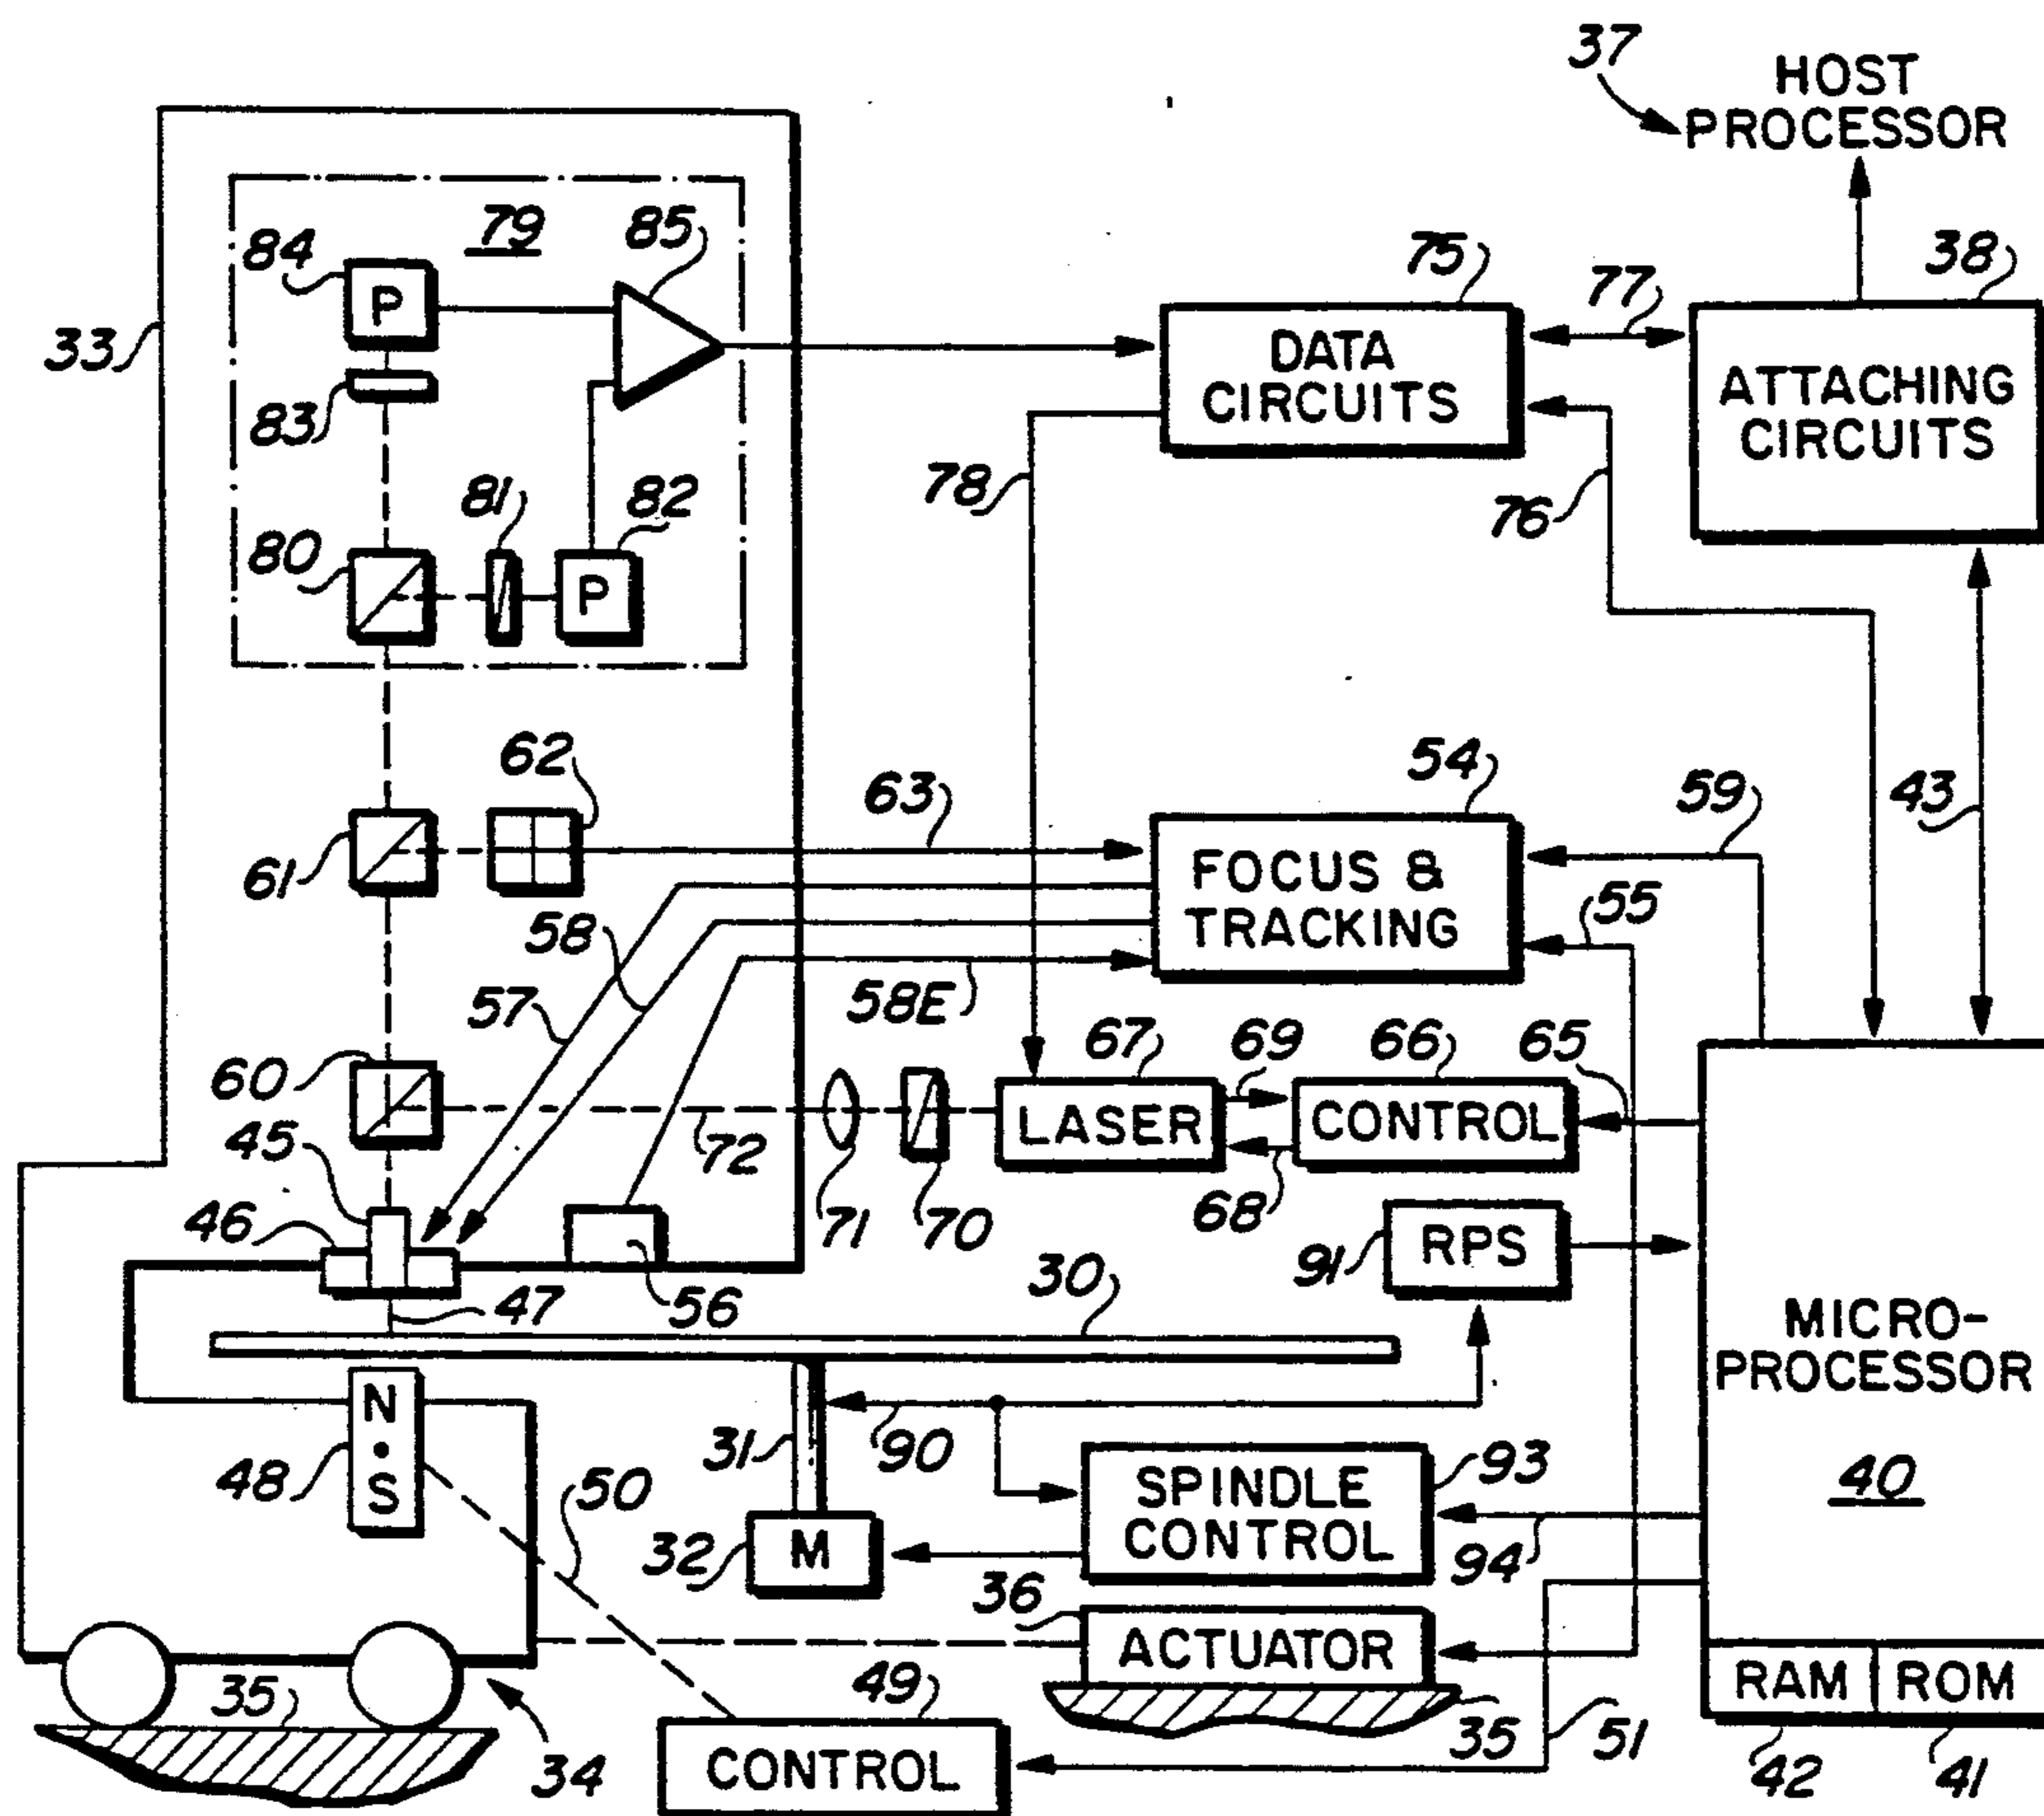 37
HOST
PROCESSOR
33
79
84
P
85
83
81
82
80
P
75
77
38
DATA
CIRCUITS
ATTACHING
CIRCUITS
78
76
62
61
63
54
59
43
FOCUS &
TRACKING
55
57
58
58E
60
72
71
70
67
69
66
65
LASER
CONTROL
68
45
46
47
56
30
RPS
91
MICRO-
PROCESSOR
40
N
S
48
50
31
90
32
M
SPINDLE
CONTROL
93
94
36
ACTUATOR
35
35
34
49
CONTROL
51
RAM
ROM
42
41